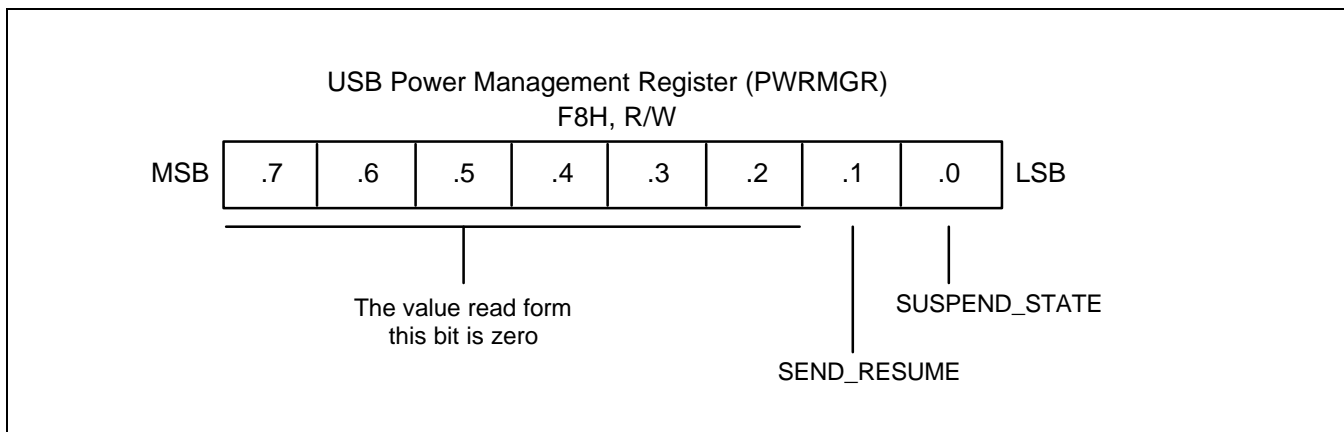 USB Power Management Register (PWRMGR)
F8H, R/W
MSB .7 .6 .5 .4 .3 .2 .1 .0 LSB
The value read form
this bit is zero
SUSPEND_STATE
SEND_RESUME